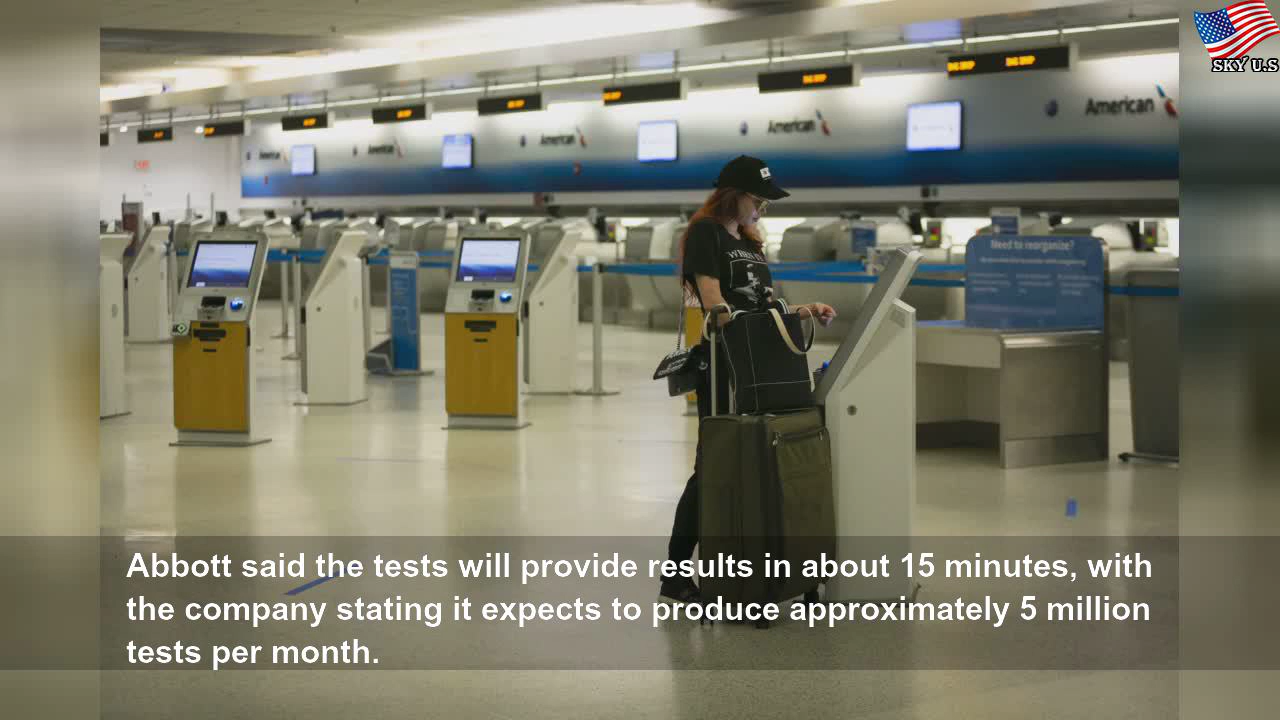 SKY U.S
American
American
American
American
Need to reorganize?
Abbott said the tests will provide results in about 15 minutes, with
the company stating it expects to produce approximately 5 million
tests per month.